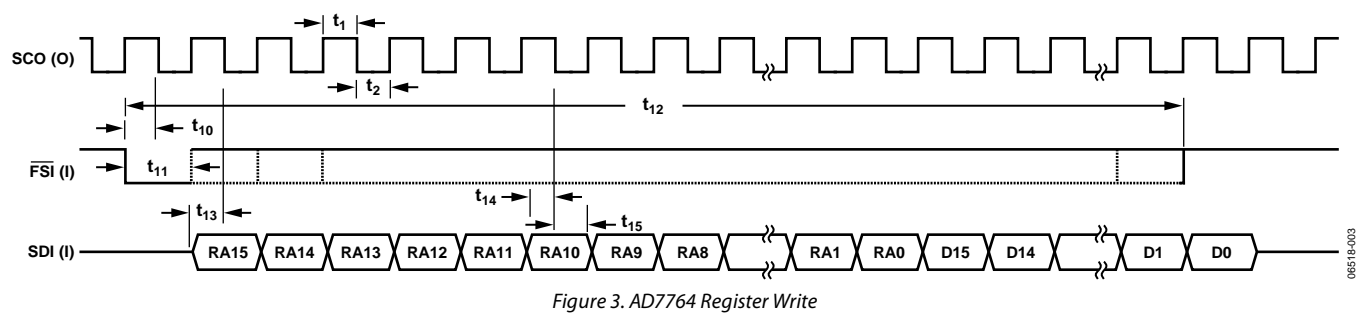 t1
SCO (O)
t2
t12
t10
FSI (I)
t11
t14
t13
t15
SDI (I) RA15 RA14 RA13 RA12 RA11 RA10 RA9 RA8 RA1 RA0 D15 D14 D1 D0
06518-003
Figure 3. AD7764 Register Write